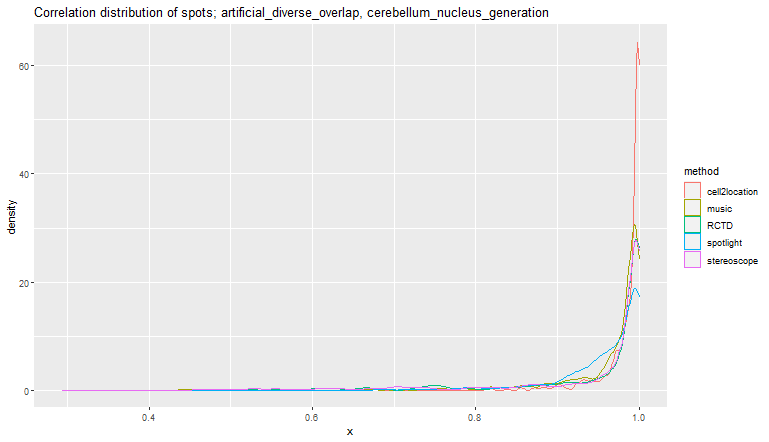 Correlation distribution of spots; artificial_diverse_overlap, cerebellum_nucleus_generation
60
40
20
0
density
0.4
0.6
0.8
1.0
x
method
cell2location
music
RCTD
spotlight
stereoscope